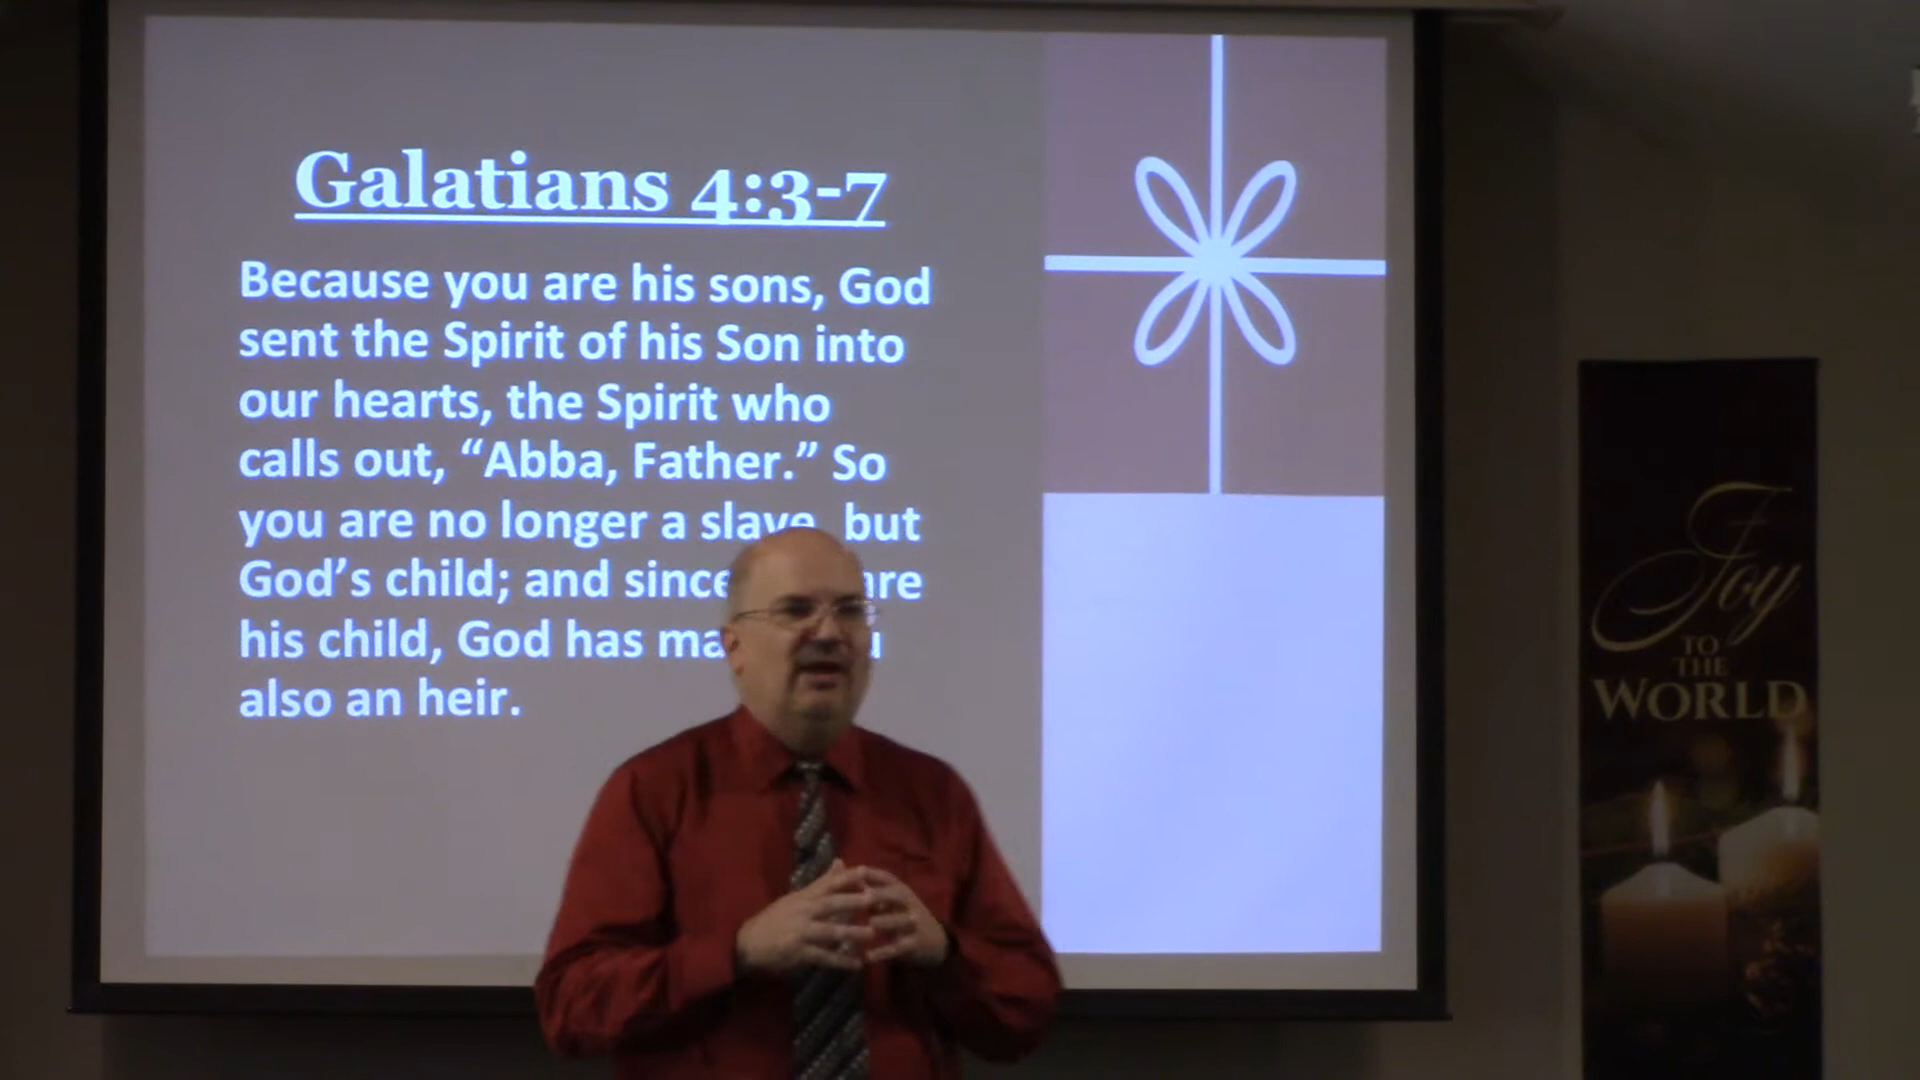 Galatians 4:3-7
Because you are his sons, God
sent the Spirit of his Son into
our hearts, the Spirit who
calls out, “Abba, Father.” So
you are no longer a slave, but
God’s child; and since are
his child, God has
also an heir.
Joy
TO
THE
WORLD